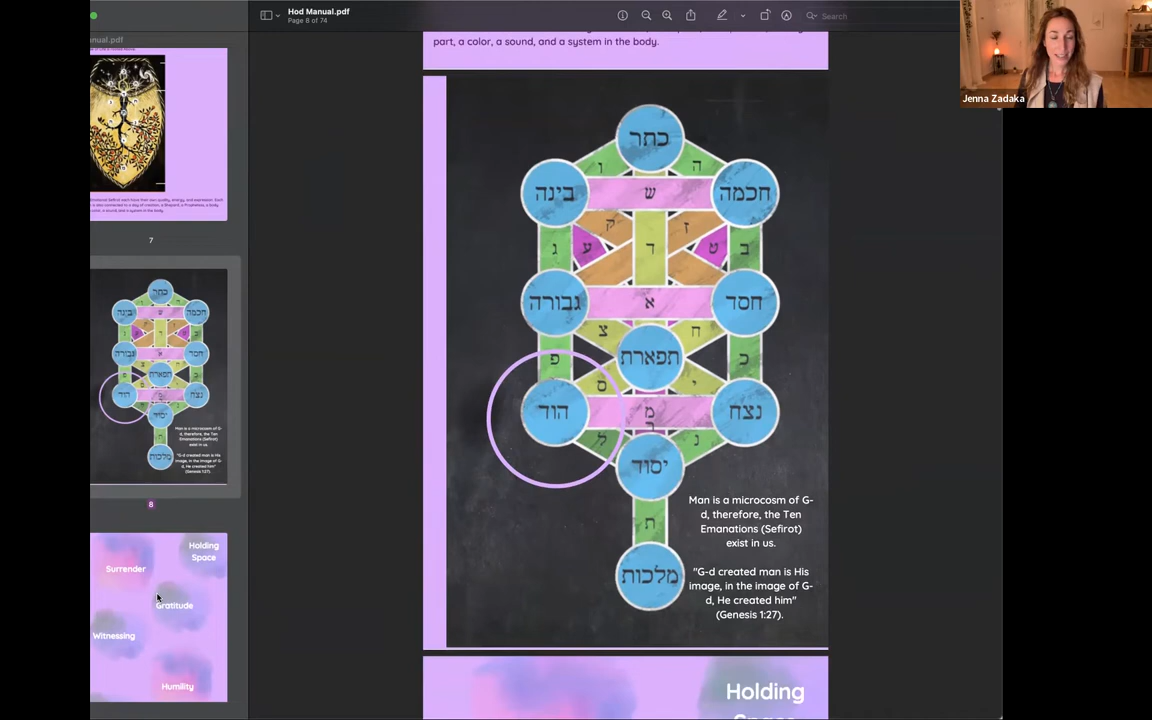 Hod Manual.pdf
Page 8 of 74
Search
Jenna Zadaka
anual.pdf
7
8
Holding
Space
Surrender
Gratitude
Witnessing
Humility
part, a color, a sound, and a system in the body.
כתר
ו
ה
בינה
ש
חכמה
ק
ז
ג
ע
ד
ט
ב
גבורה
א
חסד
צ
ח
פ
תפארת
כ
ס
י
הוד
מ
נצח
ר
ל
נ
יסוד
ת
מלכות
Man is a microcosm of G-
d, therefore, the Ten
Emanations (Sefirot)
exist in us.
"G-d created man is His
image, in the image of G-
d, He created him"
(Genesis 1:27).
Holding